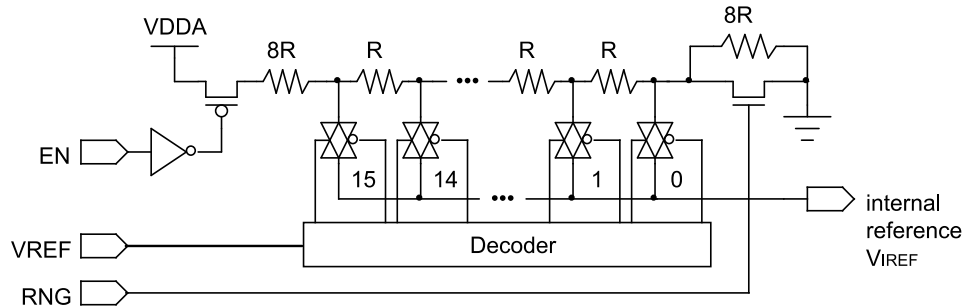 VDDA
8R
R
R
R
8R
•••
EN
15
14
1
0
•••
internal
reference
VIREF
VREF
Decoder
RNG